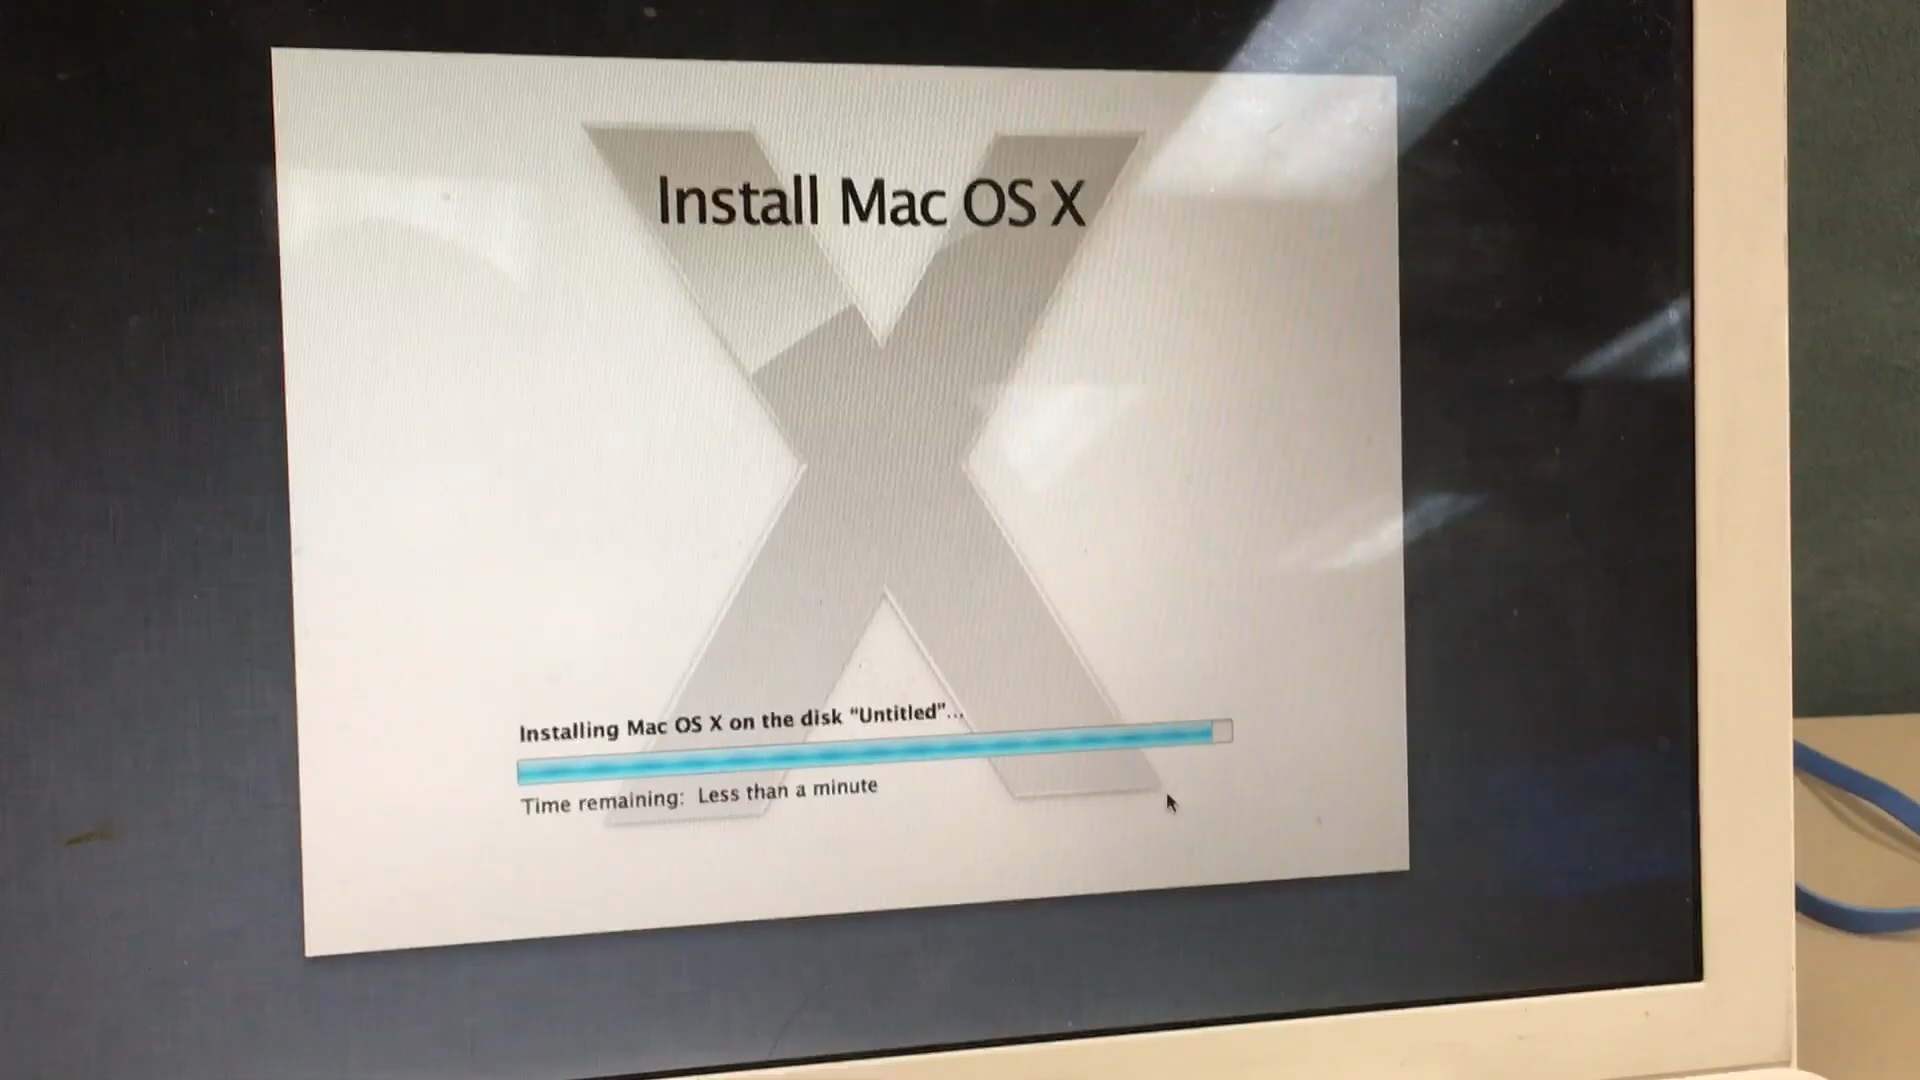 Install Mac OS X
Installing Mac OS X on the disk "Untitled"...
Time remaining: Less than a minute